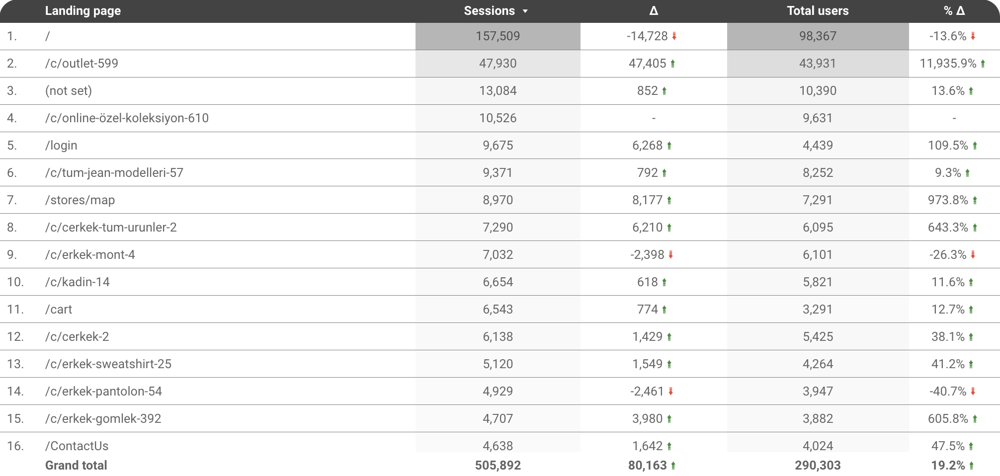 Landing page Sessions Δ Total users % Δ
1. / 157,509 -14,728 98,367 -13.6%
2. /c/outlet-599 47,930 47,405 43,931 11,935.9%
3. (not set) 13,084 852 10,390 13.6%
4. /c/online-özel-koleksiyon-610 10,526 - 9,631 -
5. /login 9,675 6,268 4,439 109.5%
6. /c/tum-jean-modelleri-57 9,371 792 8,252 9.3%
7. /stores/map 8,970 8,177 7,291 973.8%
8. /c/cerkek-tum-urunler-2 7,290 6,210 6,095 643.3%
9. /c/erkek-mont-4 7,032 -2,398 6,101 -26.3%
10. /c/kadin-14 6,654 618 5,821 11.6%
11. /cart 6,543 774 3,291 12.7%
12. /c/cerkek-2 6,138 1,429 5,425 38.1%
13. /c/erkek-sweatshirt-25 5,120 1,549 4,264 41.2%
14. /c/erkek-pantolon-54 4,929 -2,461 3,947 -40.7%
15. /c/erkek-gomlek-392 4,707 3,980 3,882 605.8%
16. /ContactUs 4,638 1,642 4,024 47.5%
Grand total 505,892 80,163 290,303 19.2%